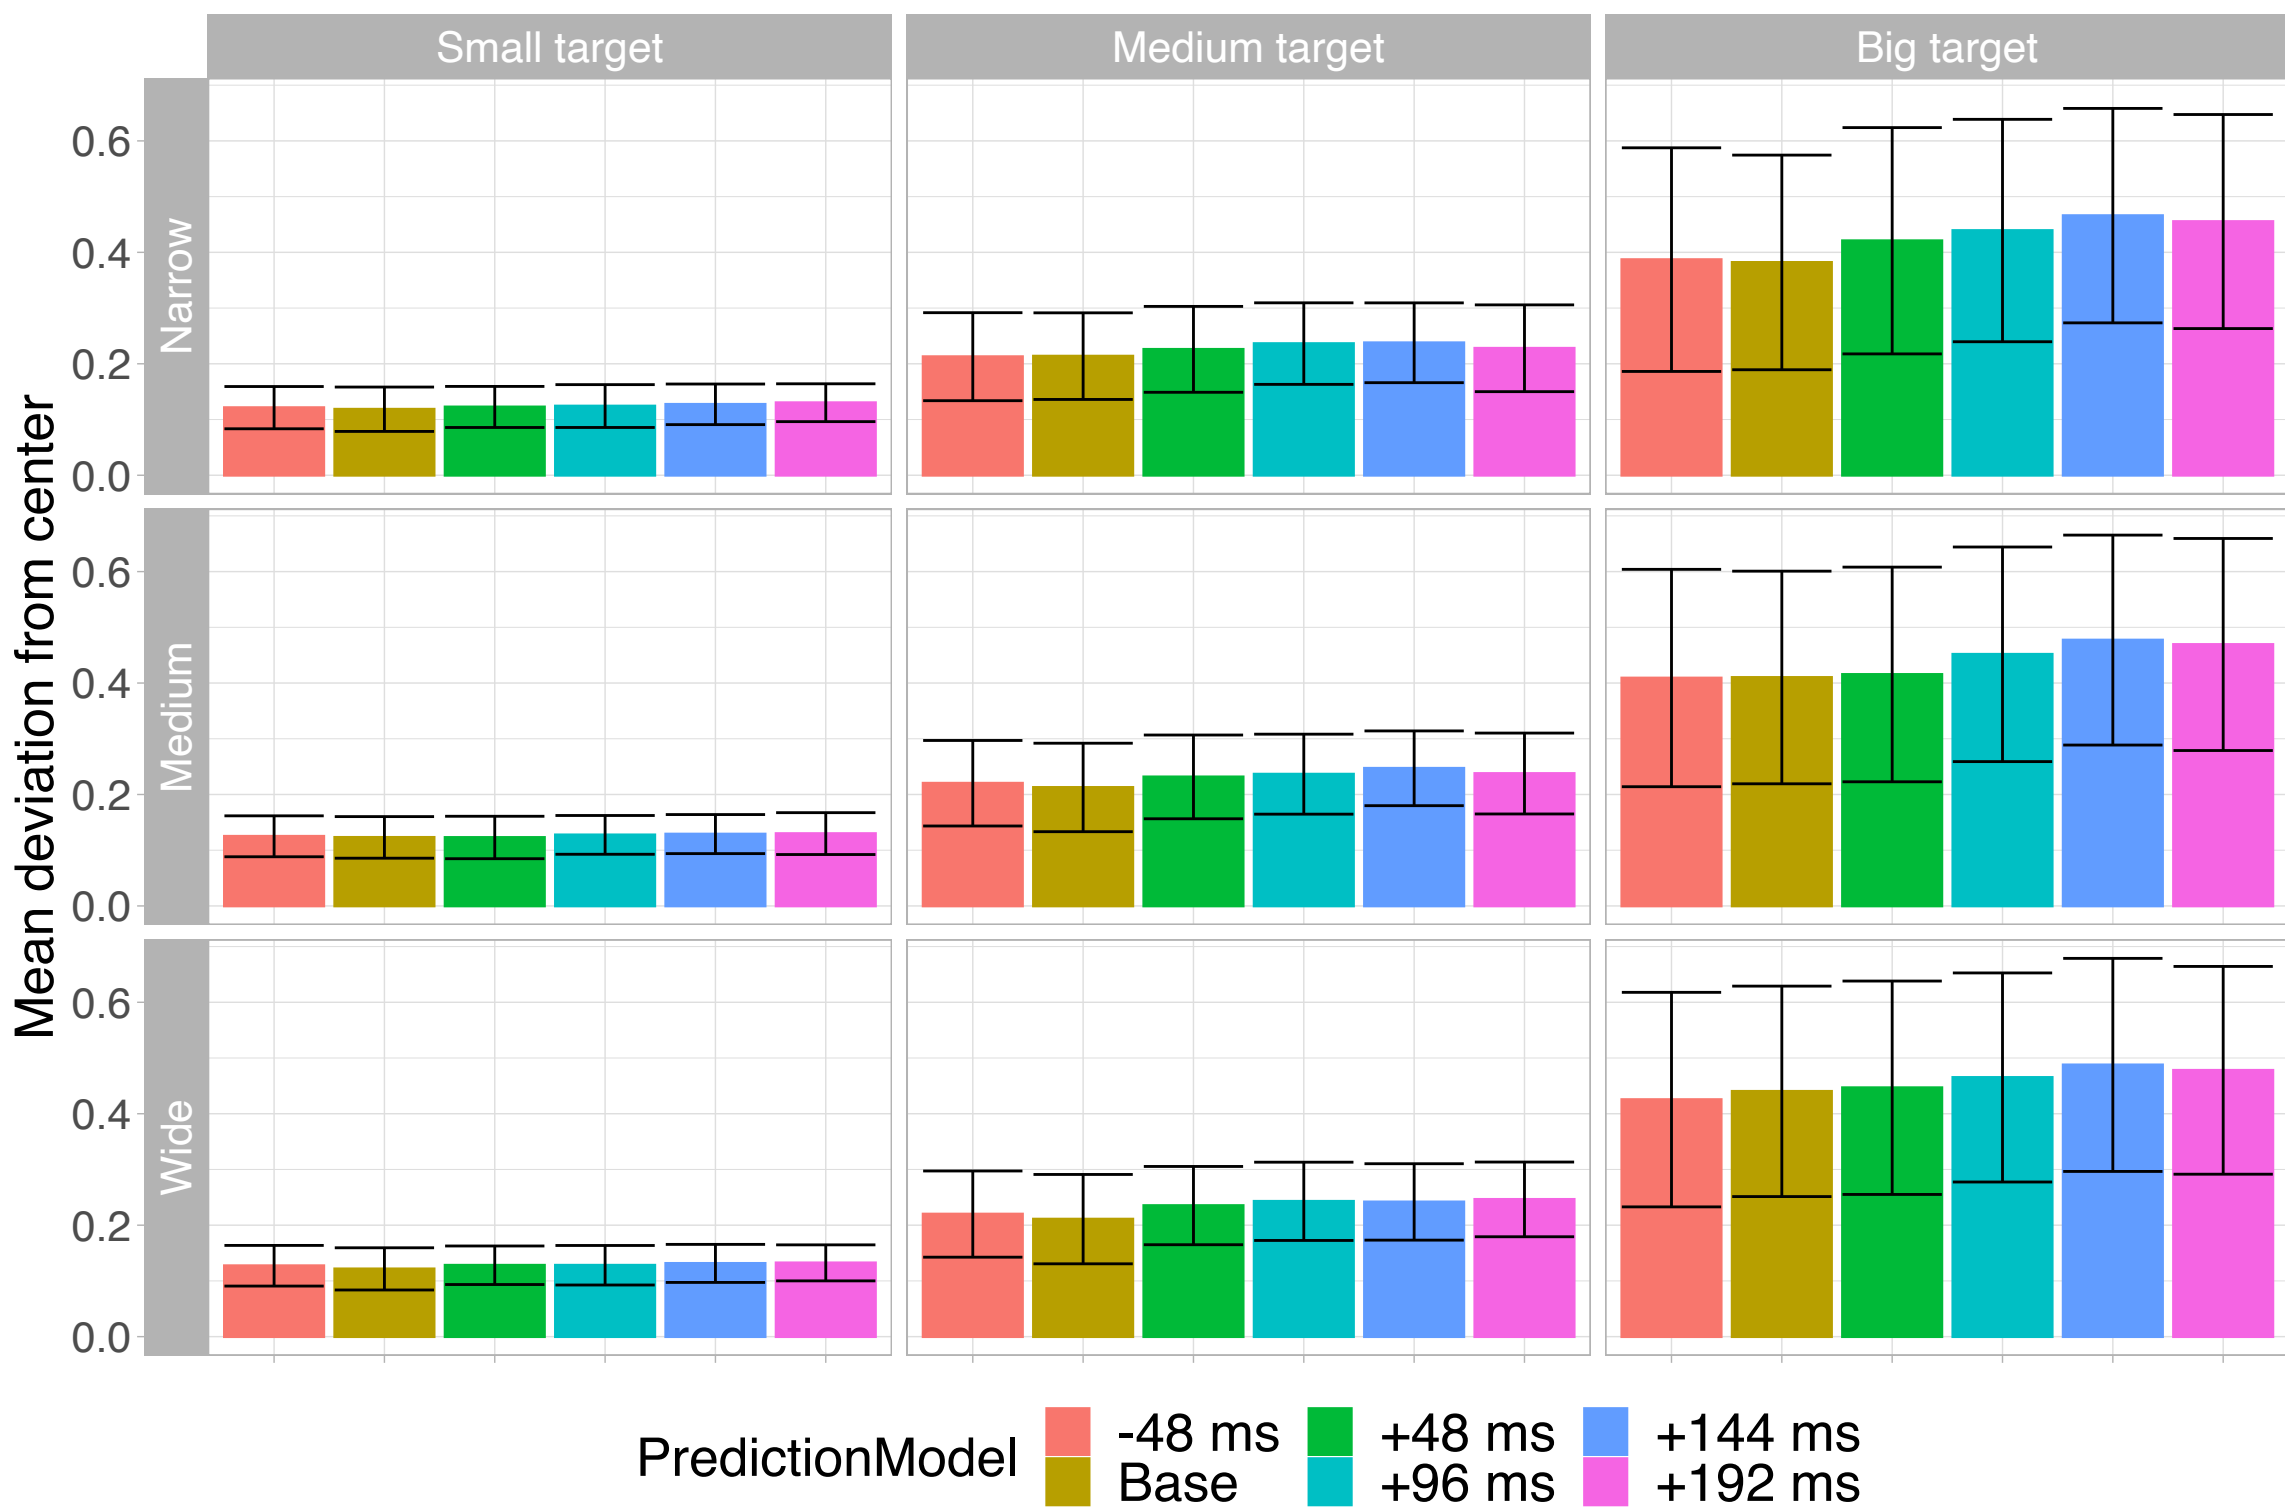 Small target
Medium target
Big target
Mean deviation from center
Narrow
0.6
0.4
0.2
0.0
Medium
0.6
0.4
0.2
0.0
Wide
0.6
0.4
0.2
0.0
PredictionModel
-48 ms
+48 ms
+144 ms
Base
+96 ms
+192 ms